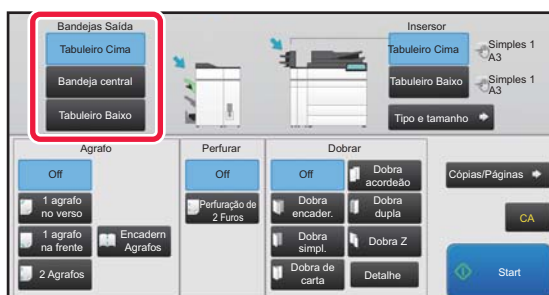 Bandejas Saída
Tabuleiro Cima
Bandeja central
Tabuleiro Baixo
Insersor
Tabuleiro Cima
Simples 1
A3
Tabuleiro Baixo
Simples 1
A3
Tipo e tamanho
Agrafo
Off
1 agrafo
no verso
1 agrafo
na frente
Encadern
Agrafos
2 Agrafos
Perfurar
Off
Perfuração de
2 Furos
Dobrar
Off
Dobra
acordeão
Dobra
encader.
Dobra
dupla
Dobra
simpl.
Dobra Z
Dobra de
carta
Detalhe
Cópias/Páginas
CA
Start